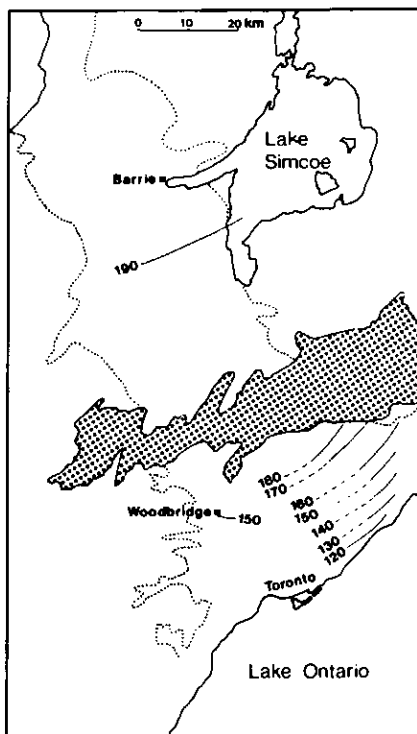 0 10 20 km
Lake
Simcoe
Barrie
190
180
170
160
150
Woodbridge 150
140
130
120
Toronto
Lake Ontario